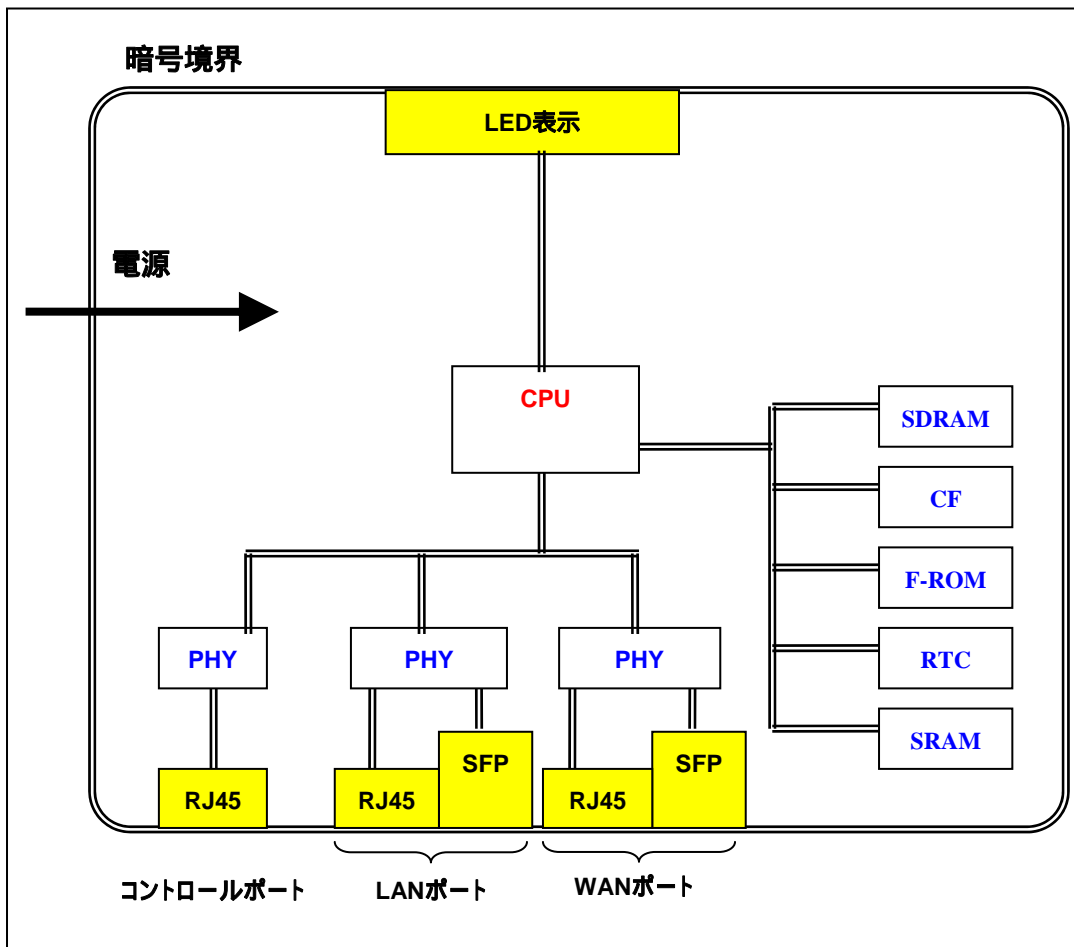 暗号境界
LED表示
電源
CPU
SDRAM
CF
F-ROM
RTC
SRAM
PHY
PHY
PHY
SFP
SFP
RJ45
RJ45
RJ45
コントロールポート
LANポート
WANポート